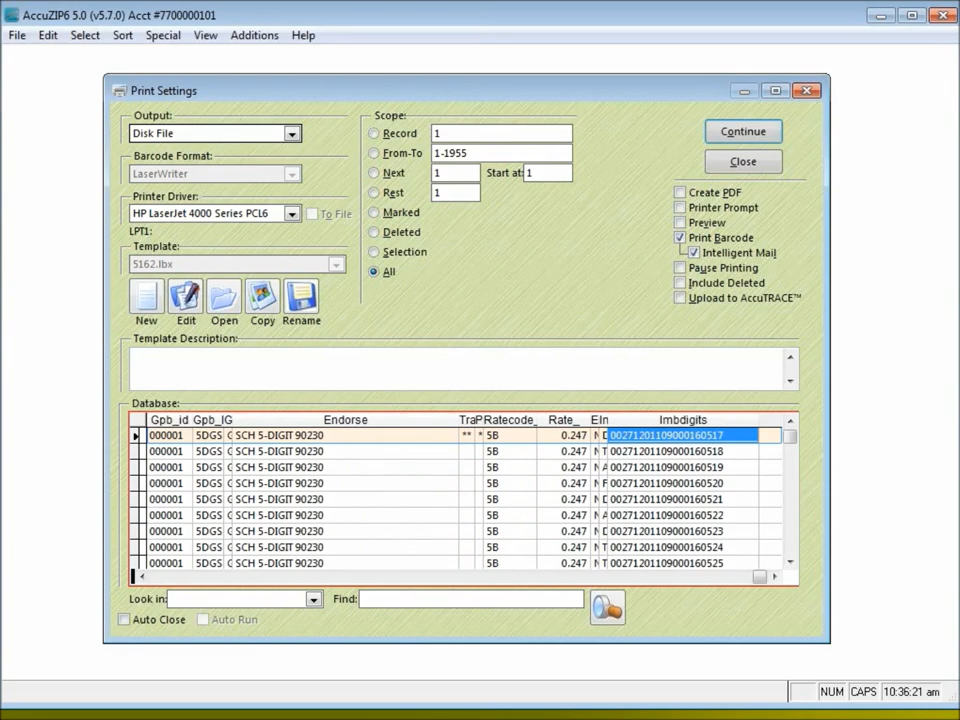 AccuZIP6 5.0 (v5.7.0) Acct #7700000101
File Edit Select Sort Special View Additions Help
Print Settings
Output:
Disk File
Barcode Format:
LaserWriter
Printer Driver:
HP LaserJet 4000 Series PCL6
To File
LPT1:
Template:
5162.lbx
New Edit Open Copy Rename
Scope:
Record 1
From-To 1-1955
Next 1 Start at: 1
Rest 1
Marked
Deleted
Selection
All
Continue
Close
Create PDF
Printer Prompt
Preview
Print Barcode
Intelligent Mail
Pause Printing
Include Deleted
Upload to AccuTRACE™
Template Description:
Database:
Gpb_id Gpb_IG Endorse TraP Ratecode_ Rate_ EIn Imbdigits
000001 5DGS G SCH 5-DIGIT 90230 ** * 5B 0.247 N D 00271201109000160517
000001 5DGS G SCH 5-DIGIT 90230 5B 0.247 N T 00271201109000160518
000001 5DGS G SCH 5-DIGIT 90230 5B 0.247 N A 00271201109000160519
000001 5DGS G SCH 5-DIGIT 90230 5B 0.247 N F 00271201109000160520
000001 5DGS G SCH 5-DIGIT 90230 5B 0.247 N D 00271201109000160521
000001 5DGS G SCH 5-DIGIT 90230 5B 0.247 N A 00271201109000160522
000001 5DGS G SCH 5-DIGIT 90230 5B 0.247 N D 00271201109000160523
000001 5DGS G SCH 5-DIGIT 90230 5B 0.247 N T 00271201109000160524
000001 5DGS G SCH 5-DIGIT 90230 5B 0.247 N T 00271201109000160525
Look in: Find:
Auto Close Auto Run
NUM CAPS 10:36:21 am